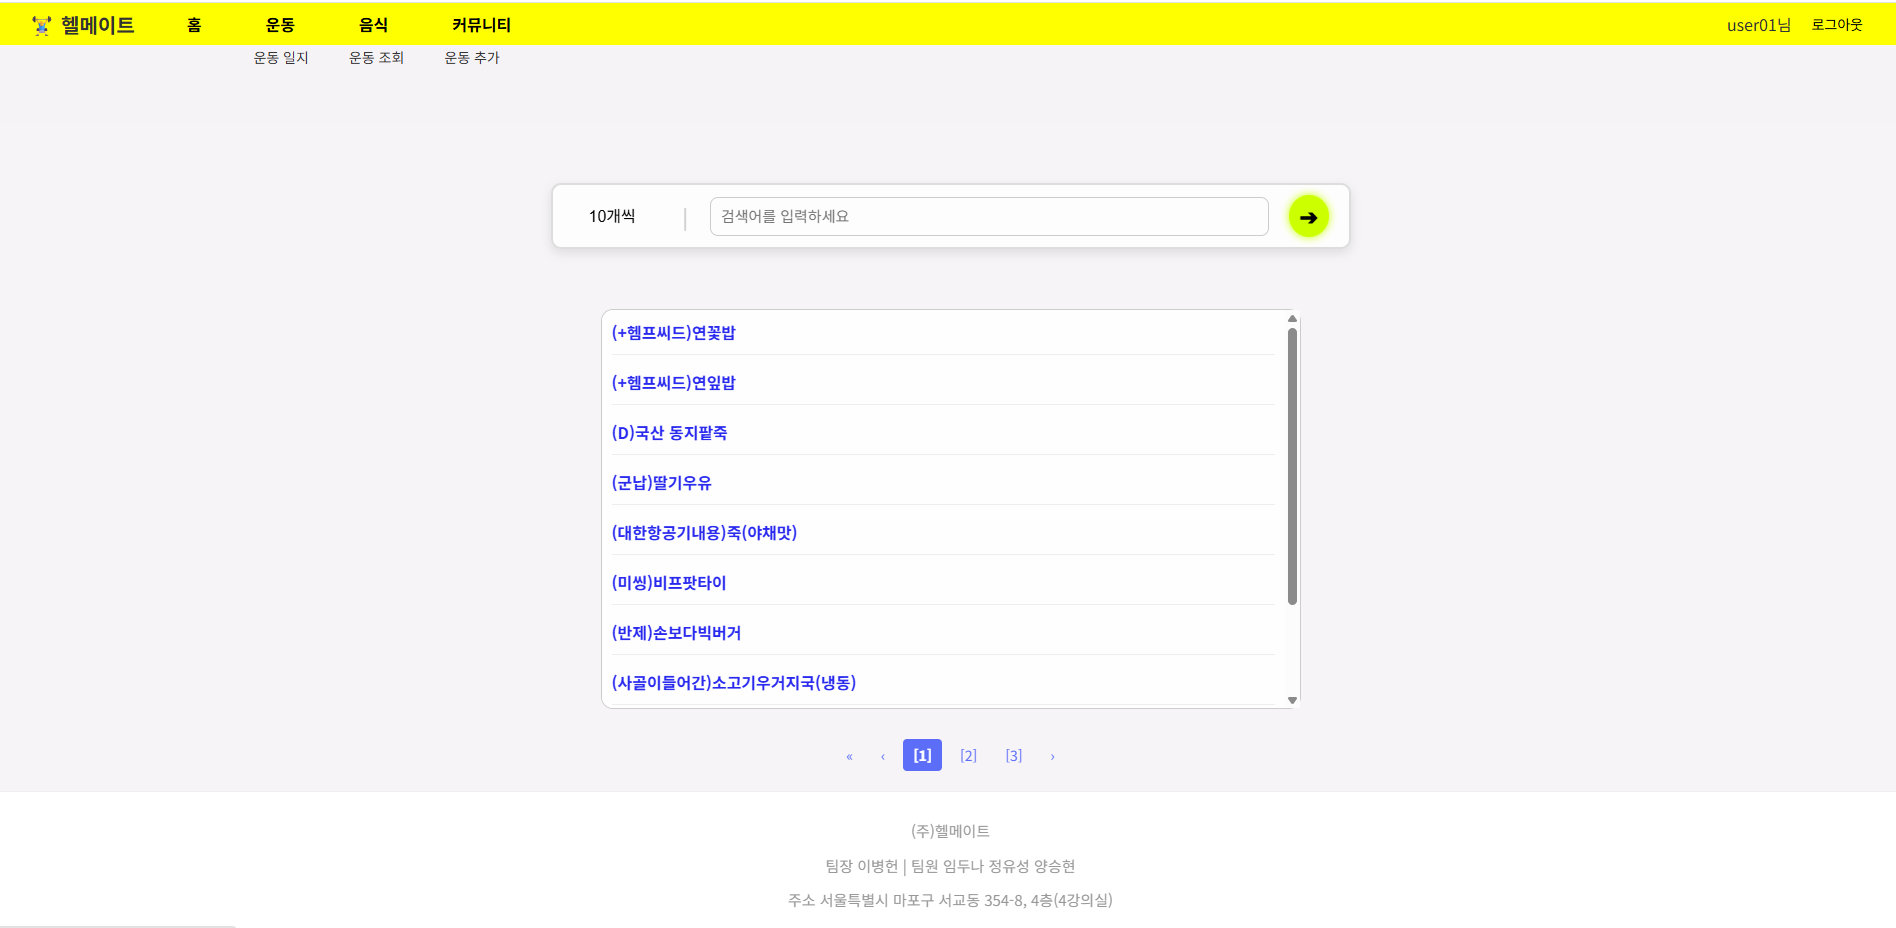 헬메이트 홈 운동 음식 커뮤니티 user01님 로그아웃
운동 일지 운동 조회 운동 추가
10개씩 | 검색어를 입력하세요 ➔
(+헴프씨드)연꽃밥
(+헴프씨드)연잎밥
(D)국산 동지팥죽
(군납)딸기우유
(대한항공기내용)죽(야채맛)
(미씽)비프팟타이
(반제)손보다빅버거
(사골이들어간)소고기우거지국(냉동)
« ‹ [1] [2] [3] ›
(주)헬메이트
팀장 이병헌 | 팀원 임두나 정유성 양승현
주소 서울특별시 마포구 서교동 354-8, 4층(4강의실)